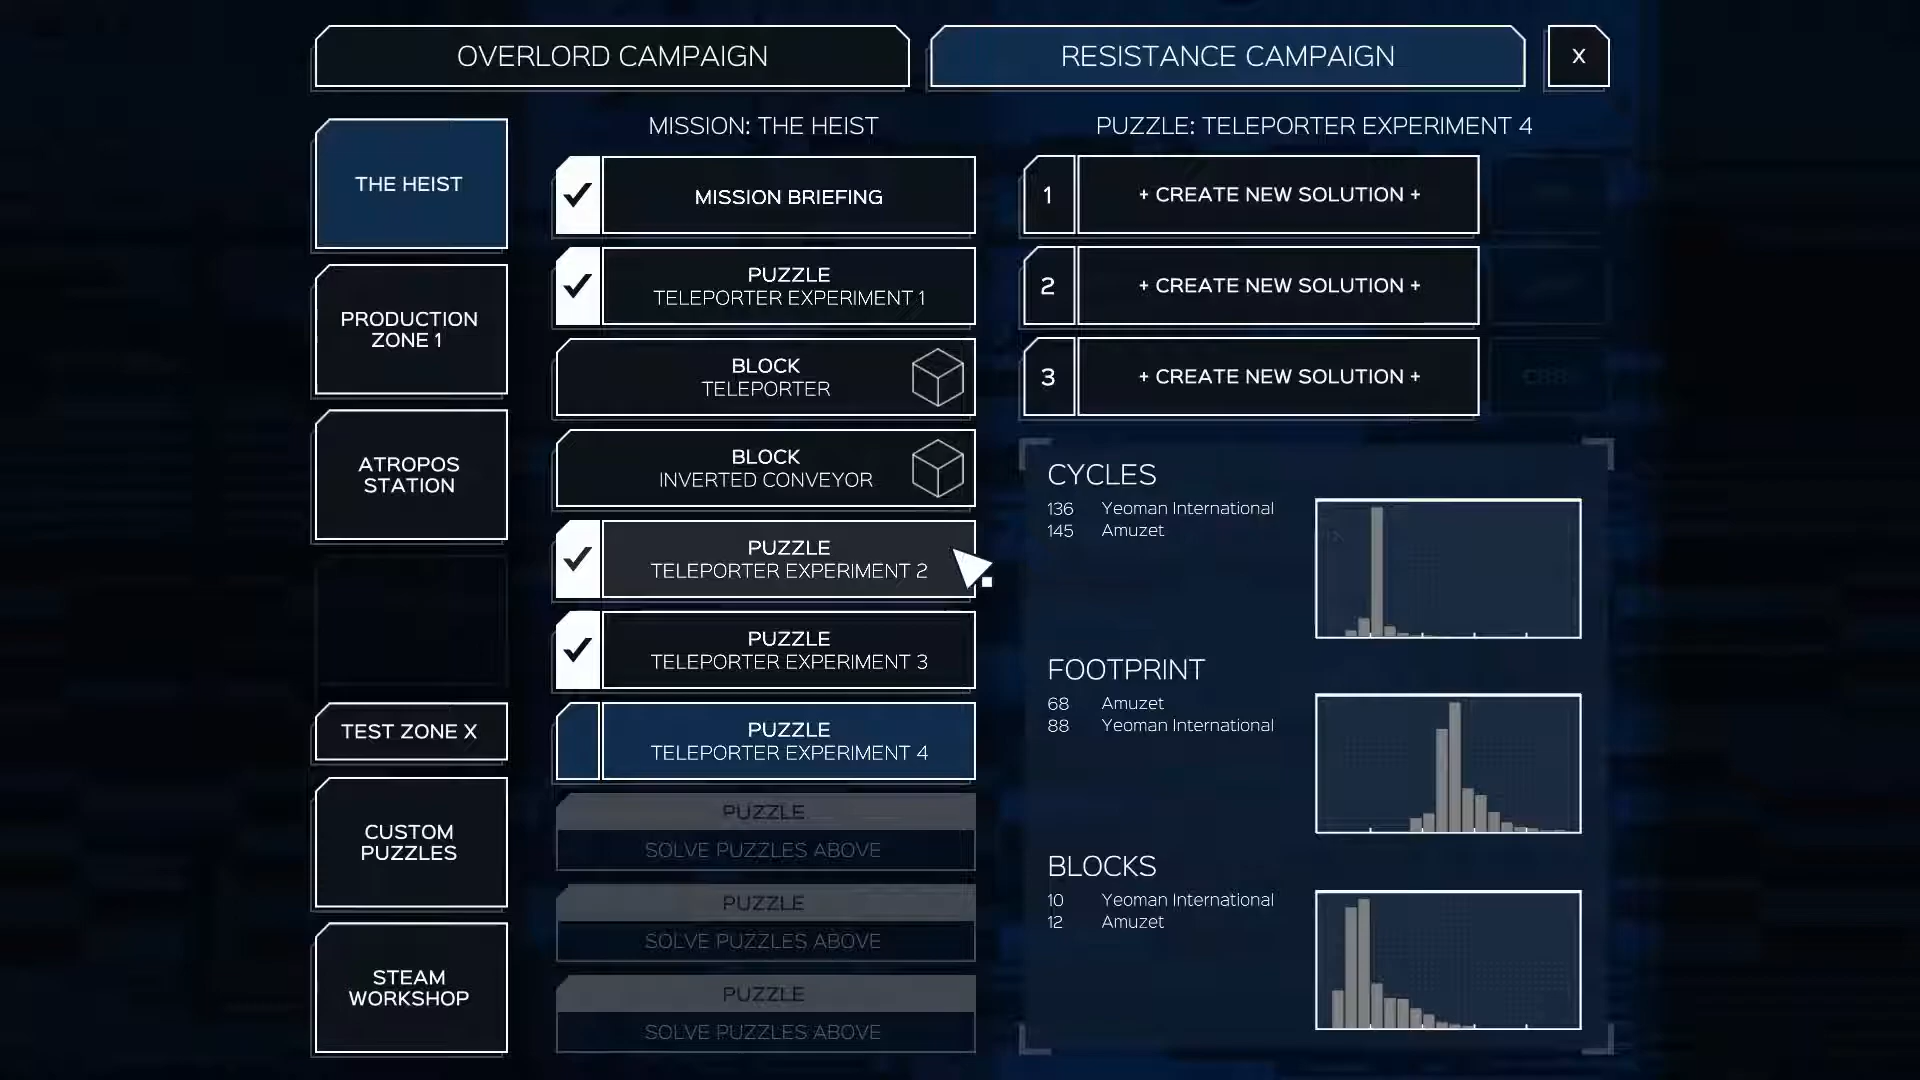 OVERLORD CAMPAIGN
RESISTANCE CAMPAIGN
X
THE HEIST
PRODUCTION
ZONE 1
ATROPOS
STATION
TEST ZONE X
CUSTOM
PUZZLES
STEAM
WORKSHOP
MISSION: THE HEIST
MISSION BRIEFING
PUZZLE
TELEPORTER EXPERIMENT 1
BLOCK
TELEPORTER
BLOCK
INVERTED CONVEYOR
PUZZLE
TELEPORTER EXPERIMENT 2
PUZZLE
TELEPORTER EXPERIMENT 3
PUZZLE
TELEPORTER EXPERIMENT 4
PUZZLE
SOLVE PUZZLES ABOVE
PUZZLE
SOLVE PUZZLES ABOVE
PUZZLE
SOLVE PUZZLES ABOVE
PUZZLE: TELEPORTER EXPERIMENT 4
1 + CREATE NEW SOLUTION +
2 + CREATE NEW SOLUTION +
3 + CREATE NEW SOLUTION +
CYCLES
136 Yeoman International
145 Amuzet
FOOTPRINT
68 Amuzet
88 Yeoman International
BLOCKS
10 Yeoman International
12 Amuzet